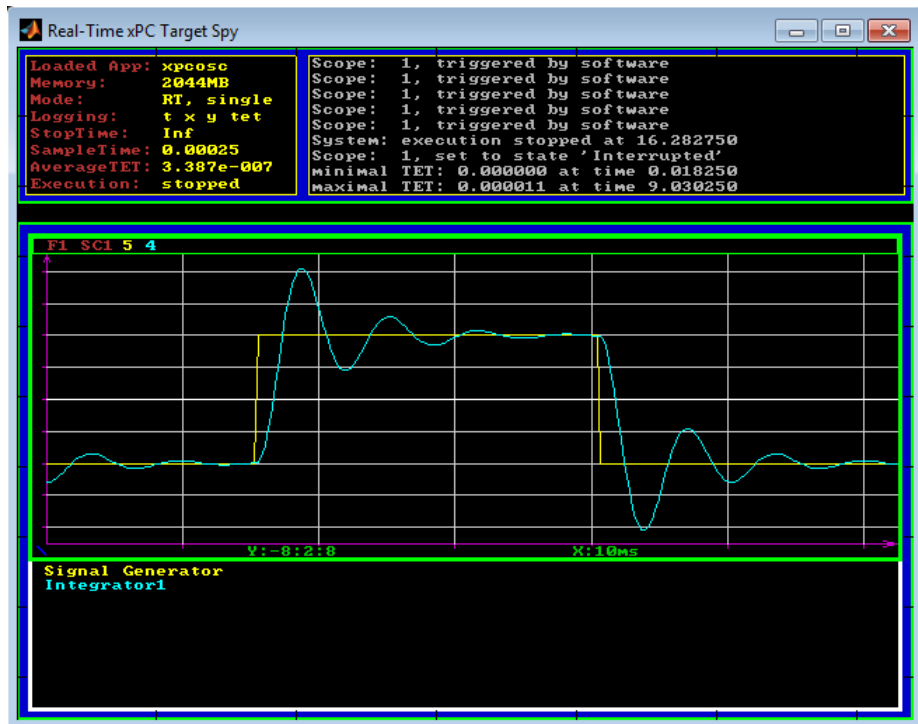 Real-Time xPC Target Spy
Loaded App: xpcosc
Memory: 2044MB
Mode: RT, single
Logging: t x y tet
StopTime: Inf
SampleTime: 0.00025
AverageTET: 3.387e-007
Execution: stopped
Scope: 1, triggered by software
Scope: 1, triggered by software
Scope: 1, triggered by software
Scope: 1, triggered by software
Scope: 1, triggered by software
System: execution stopped at 16.282750
Scope: 1, set to state 'Interrupted'
minimal TET: 0.000000 at time 0.018250
maximal TET: 0.000011 at time 9.030250
F1 SC1 5 4
Y:-8:2:8 X:10ms
Signal Generator
Integrator1